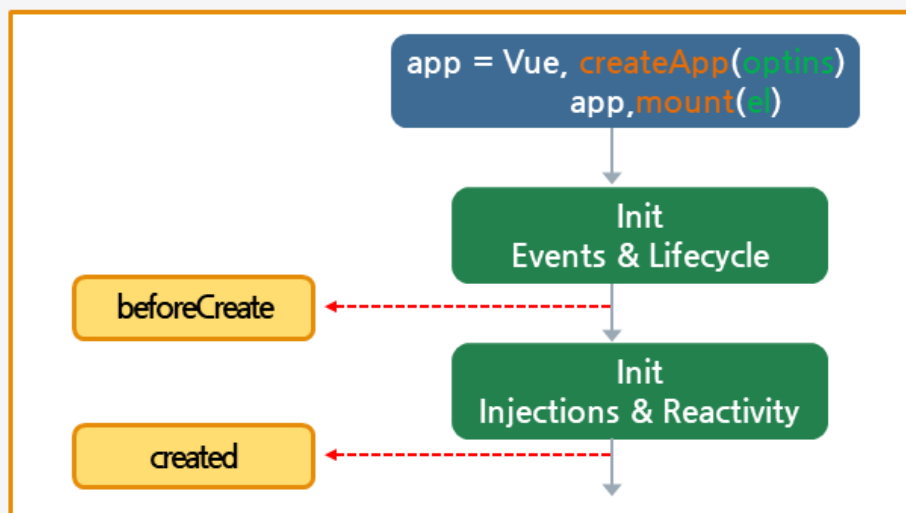 app = Vue, createApp(optins)
app,mount(el)
Init
Events & Lifecycle
beforeCreate
Init
Injections & Reactivity
created